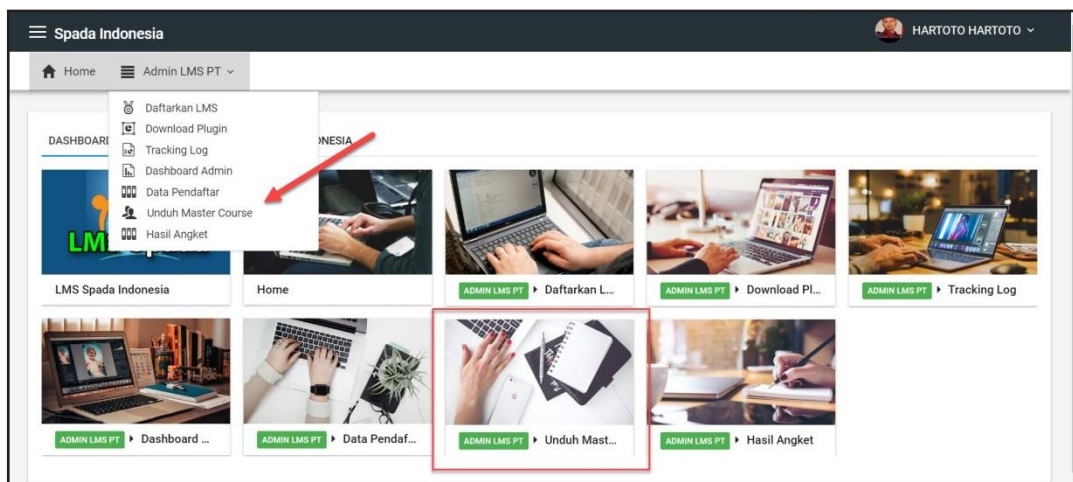 Spada Indonesia
HARTOTO HARTOTO
Home
Admin LMS PT
Daftarkan LMS
Download Plugin
Tracking Log
Dashboard Admin
Data Pendaftar
Unduh Master Course
Hasil Angket
DASHBOARD
LMS Spada Indonesia
Home
ADMIN LMS PT Daftarkan L...
ADMIN LMS PT Download Pl...
ADMIN LMS PT Tracking Log
ADMIN LMS PT Dashboard ...
ADMIN LMS PT Data Pendaf...
ADMIN LMS PT Unduh Mast...
ADMIN LMS PT Hasil Angket